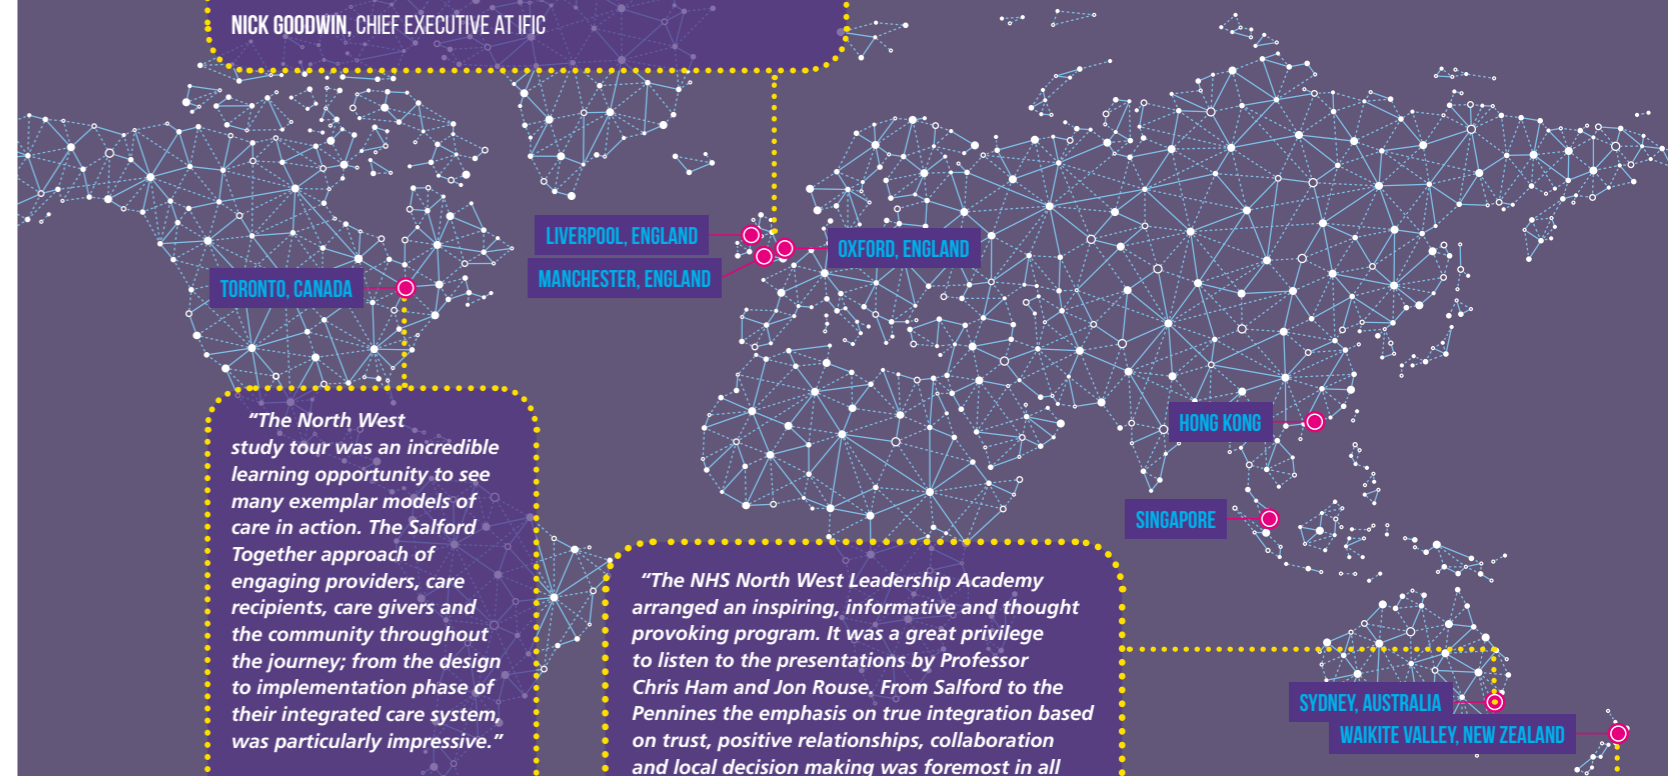 NICK GOODWIN, CHIEF EXECUTIVE AT IFIC
LIVERPOOL, ENGLAND
OXFORD, ENGLAND
MANCHESTER, ENGLAND
TORONTO, CANADA
HONG KONG
SINGAPORE
SYDNEY, AUSTRALIA
WAIKITE VALLEY, NEW ZEALAND
“The North West
study tour was an incredible
learning opportunity to see
many exemplar models of
care in action. The Salford
Together approach of
engaging providers, care
recipients, care givers and
the community throughout
the journey; from the design
to implementation phase of
their integrated care system,
was particularly impressive.”
“The NHS North West Leadership Academy
arranged an inspiring, informative and thought
provoking program. It was a great privilege
to listen to the presentations by Professor
Chris Ham and Jon Rouse. From Salford to the
Pennines the emphasis on true integration based
on trust, positive relationships, collaboration
and local decision making was foremost in all